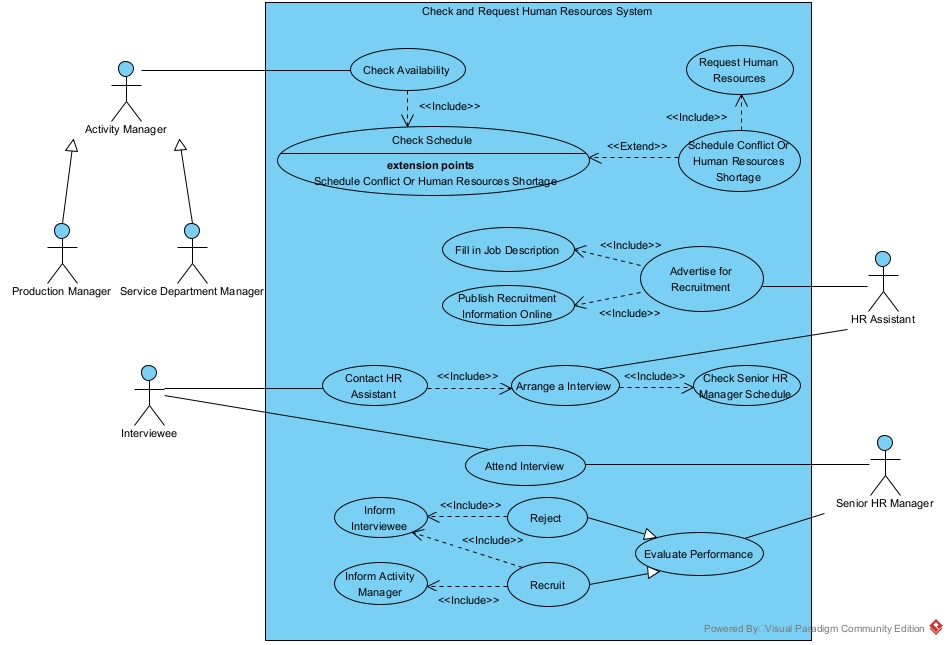 Check and Request Human Resources System
Check Availability
Request Human
Resources
Activity Manager
<<Include>>
<<Include>>
Check Schedule
extension points
Schedule Conflict Or Human Resources Shortage
<<Extend>>
Schedule Conflict Or
Human Resources
Shortage
Production Manager
Service Department Manager
Fill in Job Description
<<Include>>
Advertise for
Recruitment
Publish Recruitment
Information Online
<<Include>>
HR Assistant
Contact HR
Assistant
<<Include>>
Arrange a Interview
<<Include>>
Check Senior HR
Manager Schedule
Interviewee
Attend Interview
Senior HR Manager
Inform
Interviewee
<<Include>>
Reject
<<Include>>
Evaluate Performance
Inform Activity
Manager
<<Include>>
Recruit
Powered By: Visual Paradigm Community Edition